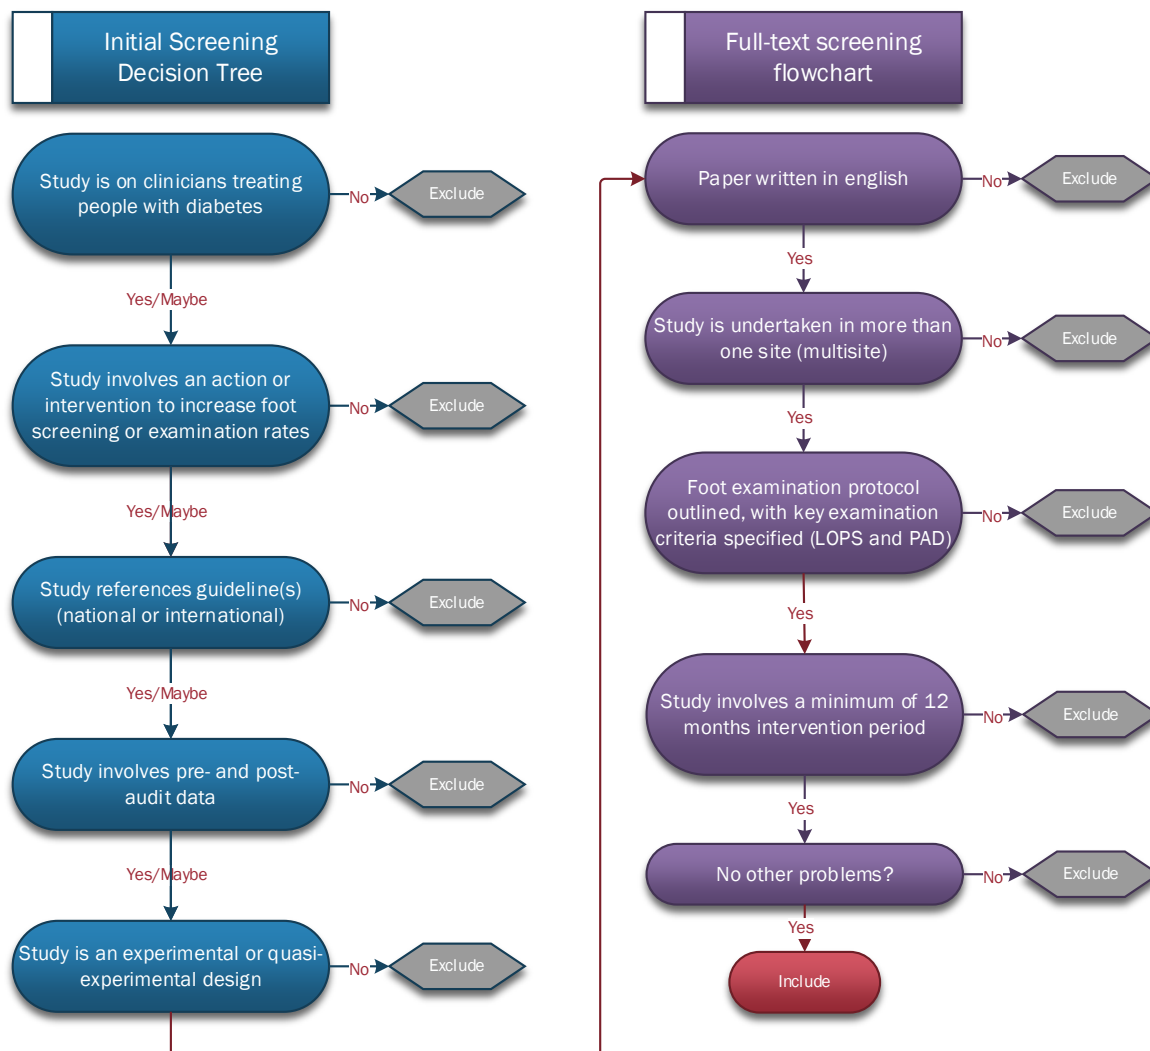 Initial Screening
Decision Tree
Study is on clinicians treating
people with diabetes
No
Exclude
Yes/Maybe
Study involves an action or
intervention to increase foot
screening or examination rates
No
Exclude
Yes/Maybe
Study references guideline(s)
(national or international)
No
Exclude
Yes/Maybe
Study involves pre- and post-
audit data
No
Exclude
Yes/Maybe
Study is an experimental or quasi-
experimental design
No
Exclude
Full-text screening
flowchart
Paper written in english
No
Exclude
Yes
Study is undertaken in more than
one site (multisite)
No
Exclude
Yes
Foot examination protocol
outlined, with key examination
criteria specified (LOPS and PAD)
No
Exclude
Yes
Study involves a minimum of 12
months intervention period
No
Exclude
Yes
No other problems?
No
Exclude
Yes
Include